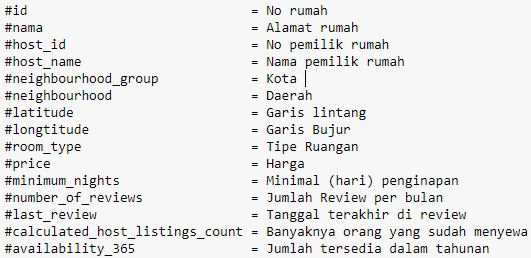 #id = No rumah
#nama = Alamat rumah
#host_id = No pemilik rumah
#host_name = Nama pemilik rumah
#neighbourhood_group = Kota
#neighbourhood = Daerah
#latitude = Garis lintang
#longtitude = Garis Bujur
#room_type = Tipe Ruangan
#price = Harga
#minimum_nights = Minimal (hari) penginapan
#number_of_reviews = Jumlah Review per bulan
#last_review = Tanggal terakhir di review
#calculated_host_listings_count = Banyaknya orang yang sudah menyewa
#availability_365 = Jumlah tersedia dalam tahunan